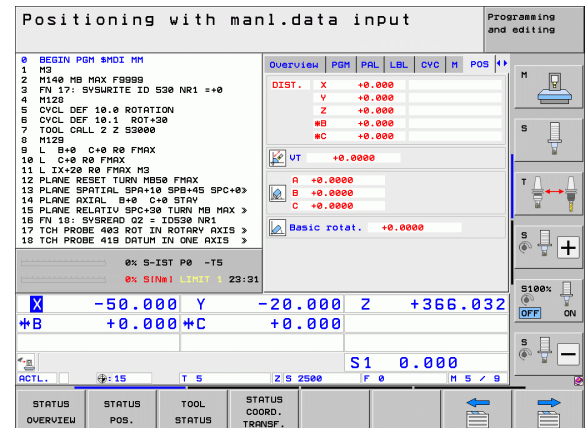 Positioning with manl.data input
Programming
and editing
0 BEGIN PGM $MDI MM
1 M3
2 M140 MB MAX F9999
3 FN 17: SYSWRITE ID 530 NR1 =+0
4 M128
5 CYCL DEF 10.0 ROTATION
6 CYCL DEF 10.1 ROT+30
7 TOOL CALL 2 Z S3000
8 M129
9 L B+0 C+0 R0 FMAX
10 L C+0 R0 FMAX
11 L IX+20 R0 FMAX M3
12 PLANE RESET TURN MB50 FMAX
13 PLANE SPATIAL SPA+10 SPB+45 SPC+0»
14 PLANE AXIAL B+0 C+0 STAY
15 PLANE RELATIV SPC+30 TURN MB MAX »
16 FN 18: SYSREAD Q2 = ID530 NR1
17 TCH PROBE 403 ROT IN ROTARY AXIS »
18 TCH PROBE 419 DATUM IN ONE AXIS »
0% S-IST P0 -T5
0% S[Nm] LIMIT 1 23:31
Overview PGM PAL LBL CYC M POS
DIST. X +0.000
Y +0.000
Z +0.000
*B +0.000
*C +0.000
VT +0.0000
A +0.0000
B +0.0000
C +0.0000
Basic rotat. +0.0000
X -50.000 Y -20.000 Z +366.032
*B +0.000 *C +0.000
S1 0.000
ACTL. :15 T 5 Z S 2500 F 0 M 5 / 9
M
S
T
S +
S100%
OFF ON
S −
STATUS OVERVIEW
STATUS POS.
TOOL STATUS
STATUS COORD. TRANSF.